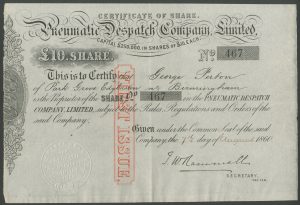 CERTIFICATE OF SHARE.
Pneumatic Despatch Company, Limited.
CAPITAL £250,000, IN SHARES OF £10 EACH.
£10. SHARE. No. 467
This is to Certify that George
of Park Grove Edgbaston Birmingham
is the Proprietor of the SHARE No. 467 in the PNEUMATIC DESPATCH
COMPANY, LIMITED, subject to the Rules, Regulations and Orders of the
said Company.
FIRST ISSUE
Given under the Common Seal of the said
Company, the 7th day of August 1860
SECRETARY.